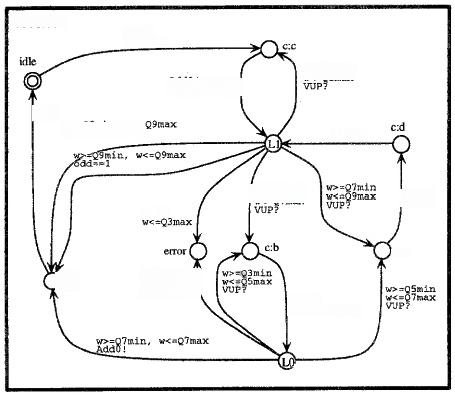 c:c
idle
VUP?
Q9max
L1
c:d
w>=Q9min, w<=Q9max
odd==1
w>=Q7min
w<=Q9max
VUP?
VUP?
w<=Q3max
error
c:b
w>=Q3min
w<=Q5max
VUP?
w>=Q5min
w<=Q7max
VUP?
w>=Q7min, w<=Q7max
Add0!
L0